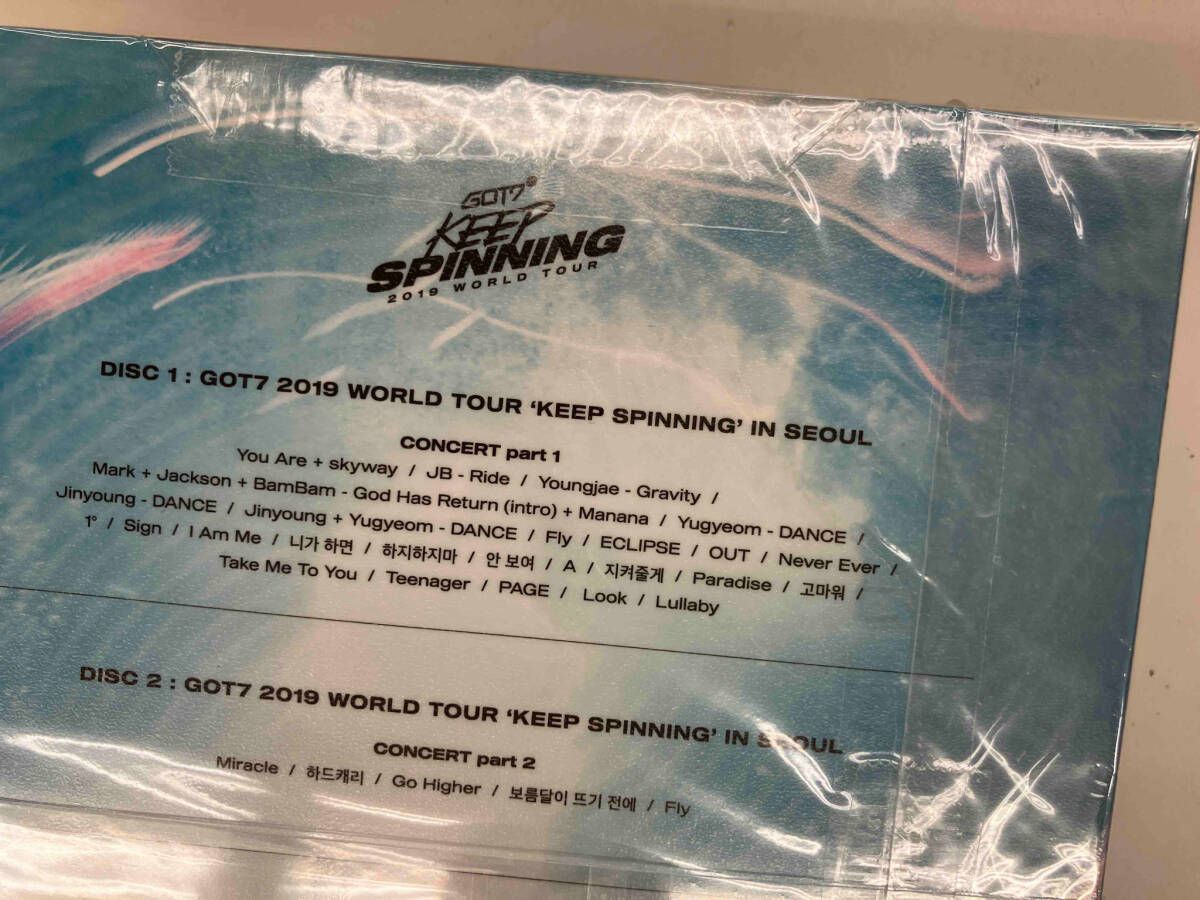 GOT7
KEEP
SPINNING
2019 WORLD TOUR
DISC 1 : GOT7 2019 WORLD TOUR ‘KEEP SPINNING’ IN SEOUL
CONCERT part 1
You Are + skyway / JB - Ride / Youngjae - Gravity /
Mark + Jackson + BamBam - God Has Return (intro) + Manana / Yugyeom - DANCE /
Jinyoung - DANCE / Jinyoung + Yugyeom - DANCE / Fly / ECLIPSE / OUT / Never Ever /
1° / Sign / I Am Me / 니가 하면 / 하지하지마 / 안 보여 / A / 지켜줄게 / Paradise / 고마워 /
Take Me To You / Teenager / PAGE / Look / Lullaby
DISC 2 : GOT7 2019 WORLD TOUR ‘KEEP SPINNING’ IN SEOUL
CONCERT part 2
Miracle / 하드캐리 / Go Higher / 보름달이 뜨기 전에 / Fly